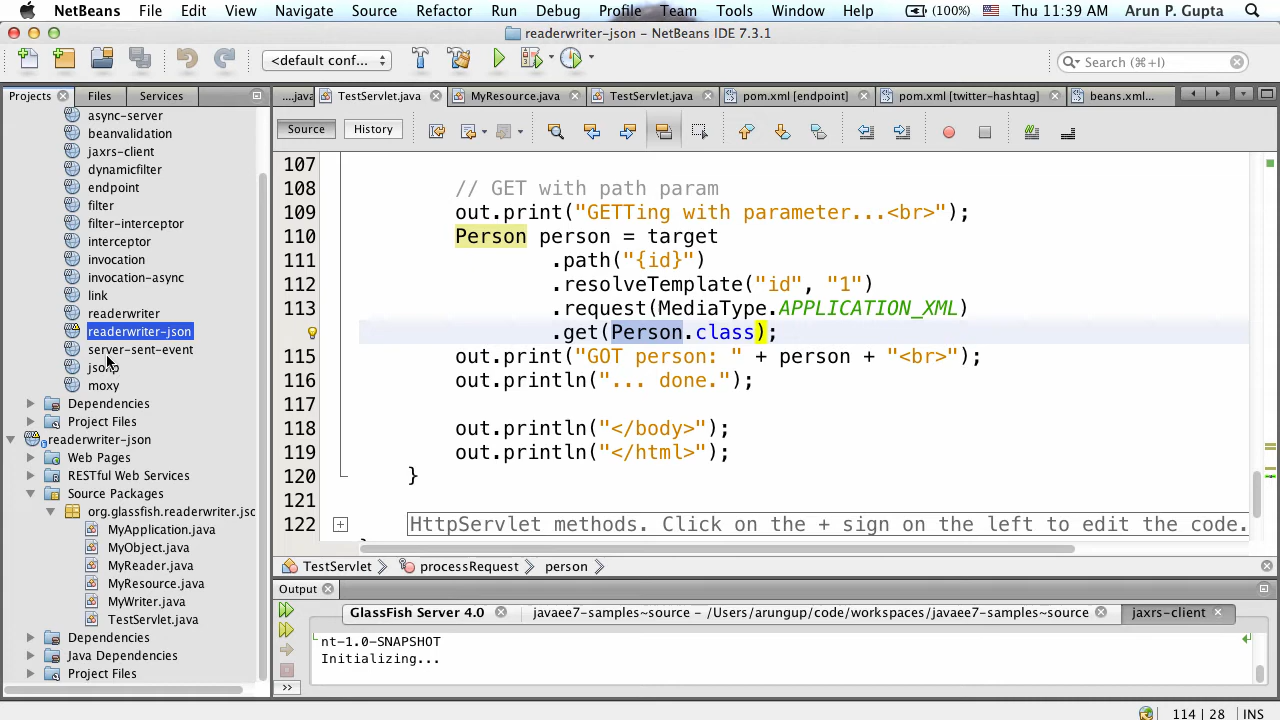 NetBeans File Edit View Navigate Source Refactor Run Debug Profile Team Tools Window Help (100%) Thu 11:39 AM Arun P. Gupta
readerwriter-json – NetBeans IDE 7.3.1
<default conf... Search (⌘+I)
Projects Files Services
....java TestServlet.java MyResource.java TestServlet.java pom.xml [endpoint] pom.xml [twitter-hashtag] beans.xml...
Source History
async-server
beanvalidation
jaxrs-client
dynamicfilter
endpoint
filter
filter-interceptor
interceptor
invocation
invocation-async
link
readerwriter
readerwriter-json
server-sent-event
jsonp
moxy
Dependencies
Project Files
readerwriter-json
Web Pages
RESTful Web Services
Source Packages
org.glassfish.readerwriter.jsc
MyApplication.java
MyObject.java
MyReader.java
MyResource.java
MyWriter.java
TestServlet.java
Dependencies
Java Dependencies
Project Files
107
108 // GET with path param
109 out.print("GETTing with parameter...<br>");
110 Person person = target
111 .path("{id}")
112 .resolveTemplate("id", "1")
113 .request(MediaType.APPLICATION_XML)
.get(Person.class);
115 out.print("GOT person: " + person + "<br>");
116 out.println("... done.");
117
118 out.println("</body>");
119 out.println("</html>");
120 }
121
122 HttpServlet methods. Click on the + sign on the left to edit the code.
TestServlet processRequest person
Output
GlassFish Server 4.0 javaee7-samples~source – /Users/arungup/code/workspaces/javaee7-samples~source jaxrs-client
nt-1.0-SNAPSHOT
Initializing...
114 | 28 INS